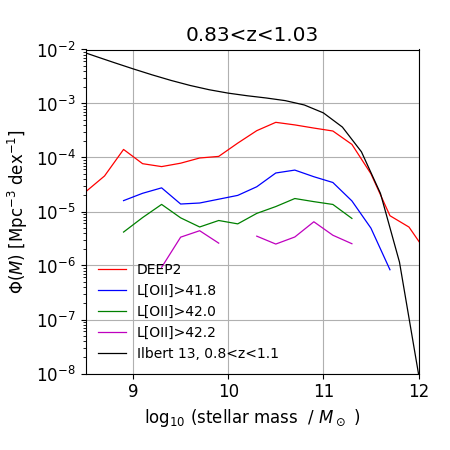 0.83<z<1.03
Φ(M) [Mpc⁻³ dex⁻¹]
10⁻²
10⁻³
10⁻⁴
10⁻⁵
10⁻⁶
10⁻⁷
10⁻⁸
DEEP2
L[OII]>41.8
L[OII]>42.0
L[OII]>42.2
Ilbert 13, 0.8<z<1.1
9 10 11 12
log₁₀ (stellar mass / M⊙ )